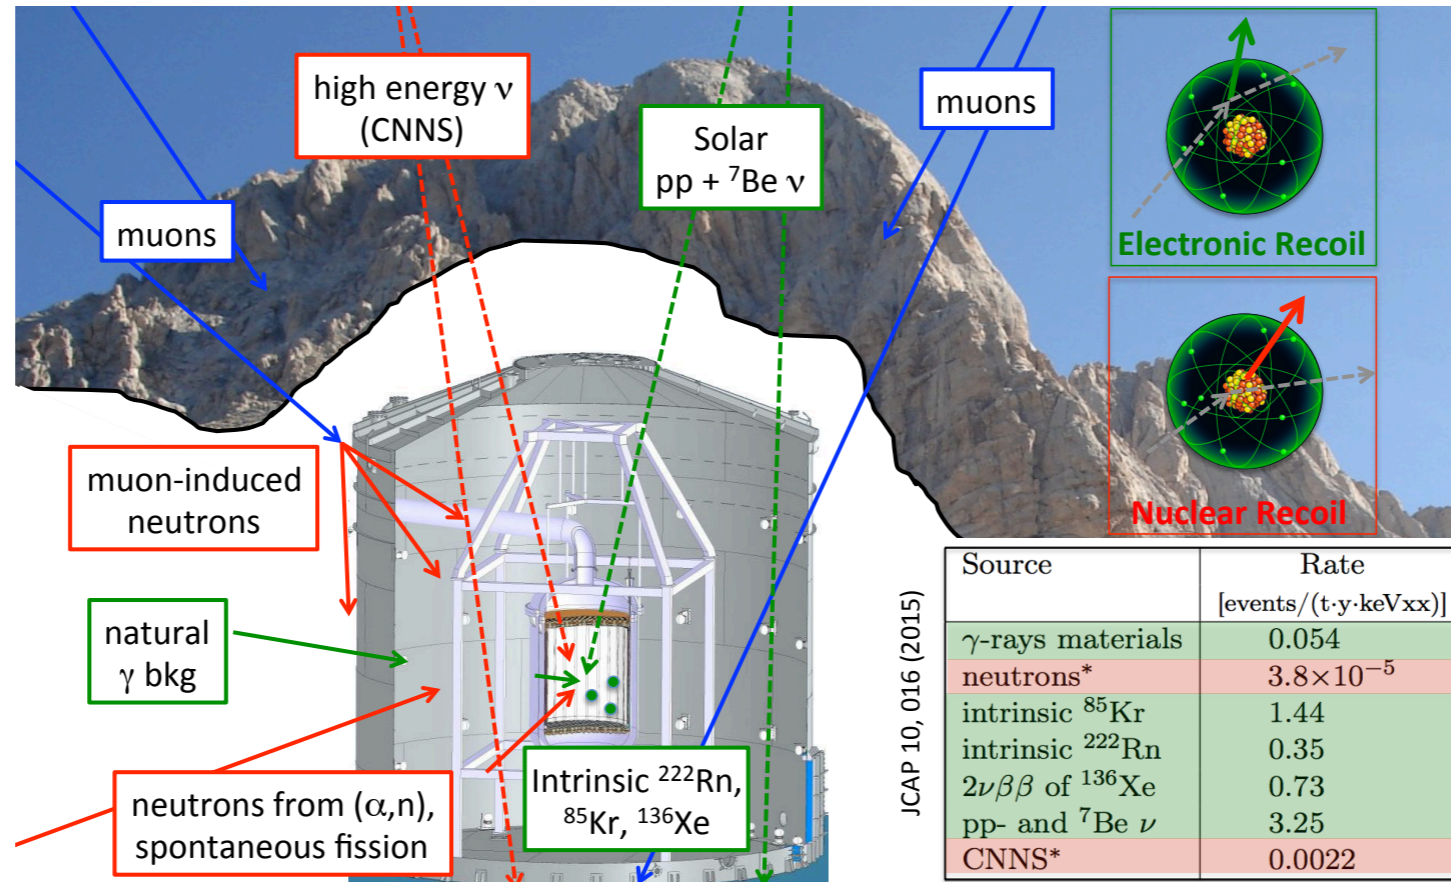 high energy ν
(CNNS)
Solar
pp + ⁷Be ν
muons
muons
Electronic Recoil
Nuclear Recoil
muon-induced
neutrons
natural
γ bkg
neutrons from (α,n),
spontaneous fission
Intrinsic ²²²Rn,
⁸⁵Kr, ¹³⁶Xe
JCAP 10, 016 (2015)
Source Rate
[events/(t·y·keVxx)]
γ-rays materials 0.054
neutrons* 3.8×10⁻⁵
intrinsic ⁸⁵Kr 1.44
intrinsic ²²²Rn 0.35
2νββ of ¹³⁶Xe 0.73
pp- and ⁷Be ν 3.25
CNNS* 0.0022